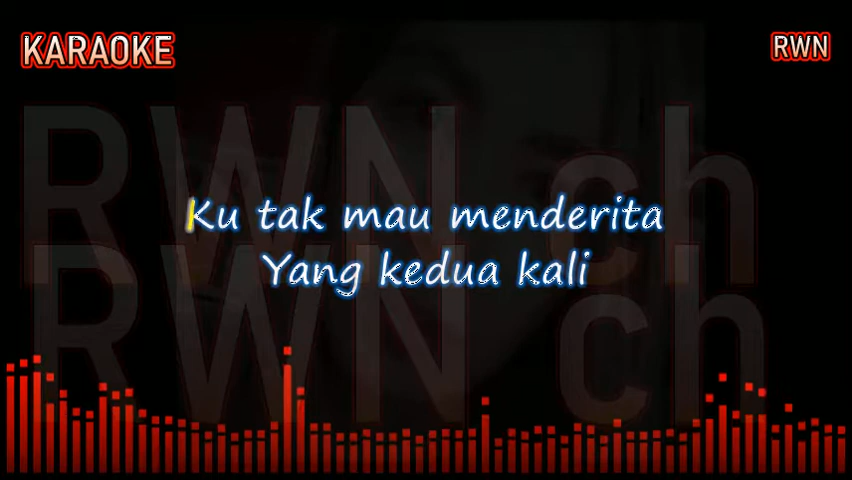 KARAOKE
RWN
RWN ch
Ku tak mau menderita
Yang kedua kali
RWN ch